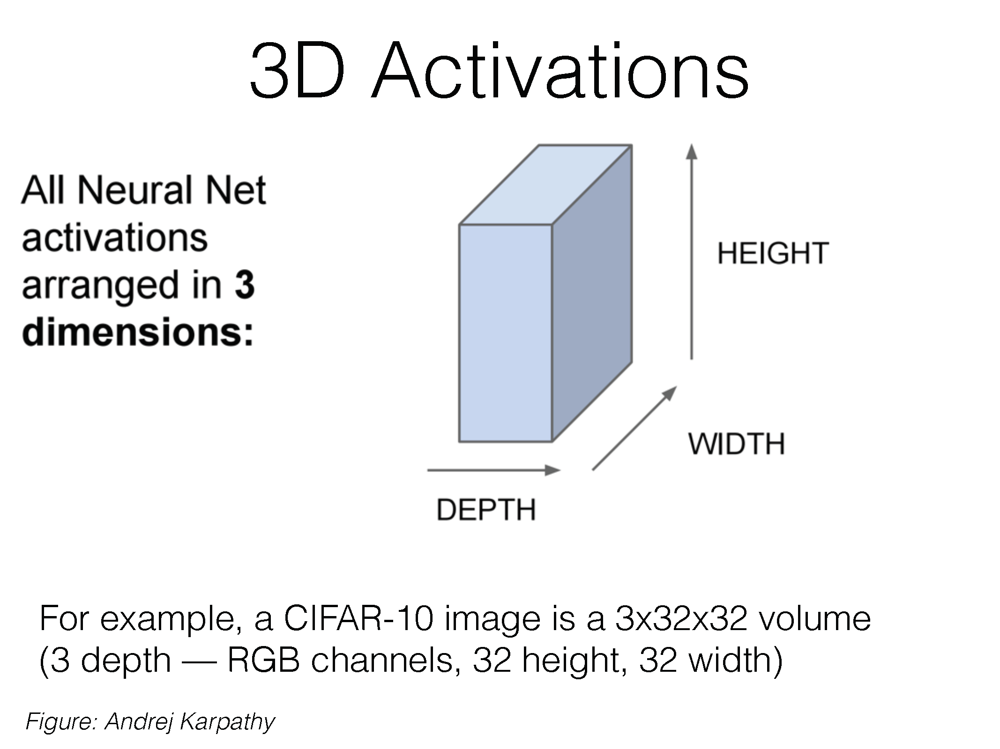 3D Activations
All Neural Net
activations
arranged in 3
dimensions:
HEIGHT
WIDTH
DEPTH
For example, a CIFAR-10 image is a 3x32x32 volume
(3 depth — RGB channels, 32 height, 32 width)
Figure: Andrej Karpathy